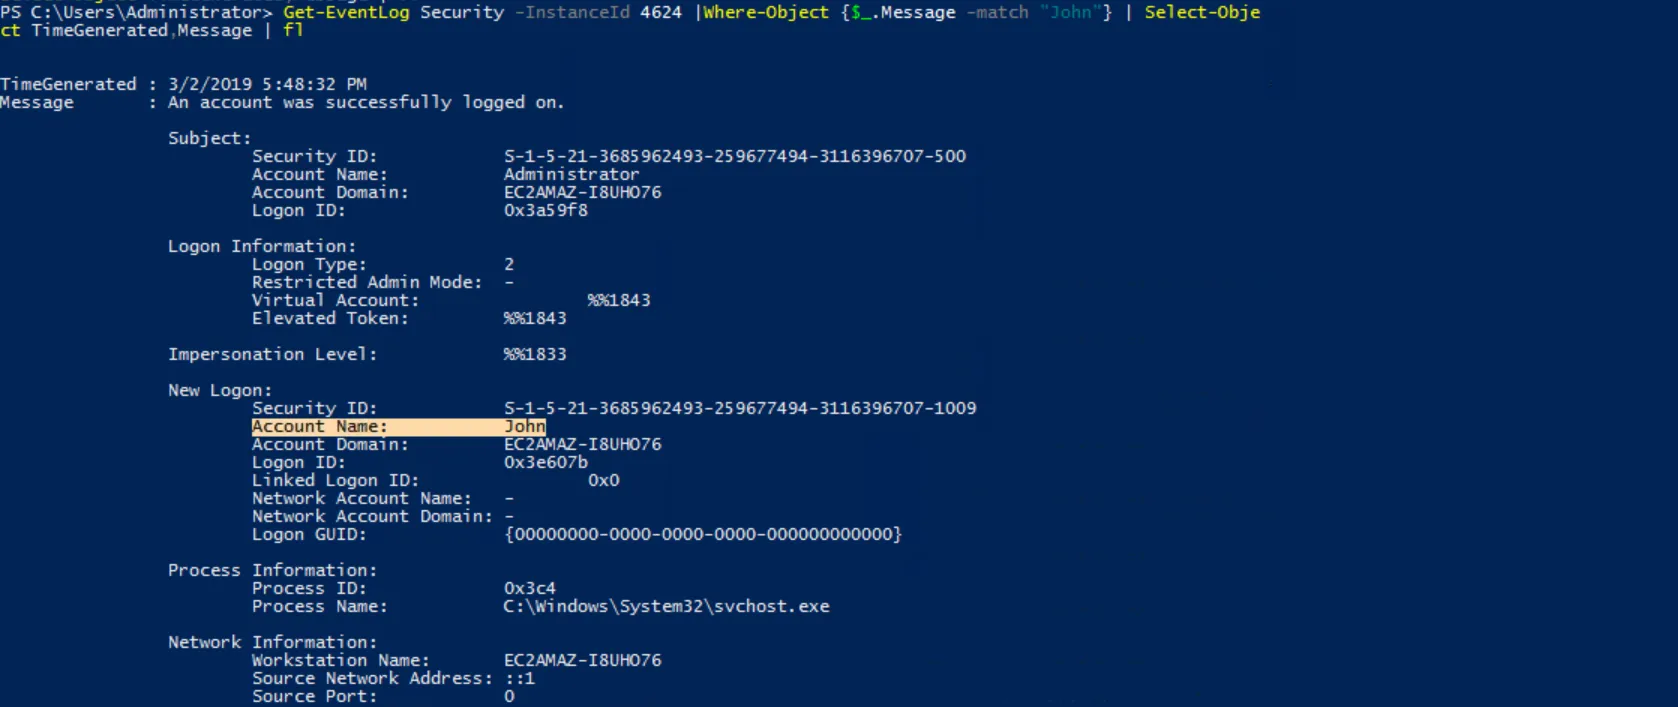 PS C:\Users\Administrator> Get-EventLog Security -InstanceId 4624 |Where-Object {$_.Message -match "John"} | Select-Obje
ct TimeGenerated,Message | fl
TimeGenerated : 3/2/2019 5:48:32 PM
Message : An account was successfully logged on.
Subject:
Security ID: S-1-5-21-3685962493-259677494-3116396707-500
Account Name: Administrator
Account Domain: EC2AMAZ-I8UHO76
Logon ID: 0x3a59f8
Logon Information:
Logon Type: 2
Restricted Admin Mode: -
Virtual Account: %%1843
Elevated Token: %%1843
Impersonation Level: %%1833
New Logon:
Security ID: S-1-5-21-3685962493-259677494-3116396707-1009
Account Name: John
Account Domain: EC2AMAZ-I8UHO76
Logon ID: 0x3e607b
Linked Logon ID: 0x0
Network Account Name: -
Network Account Domain: -
Logon GUID: {00000000-0000-0000-0000-000000000000}
Process Information:
Process ID: 0x3c4
Process Name: C:\Windows\System32\svchost.exe
Network Information:
Workstation Name: EC2AMAZ-I8UHO76
Source Network Address: ::1
Source Port: 0